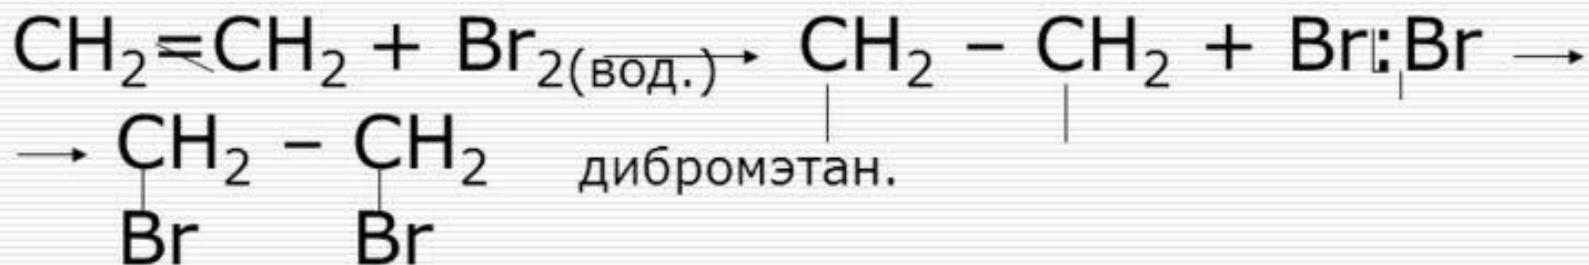 CH₂=CH₂ + Br₂(вод.) → CH₂ – CH₂ + Br:Br →
→ CH₂ – CH₂ дибромэтан.
Br Br